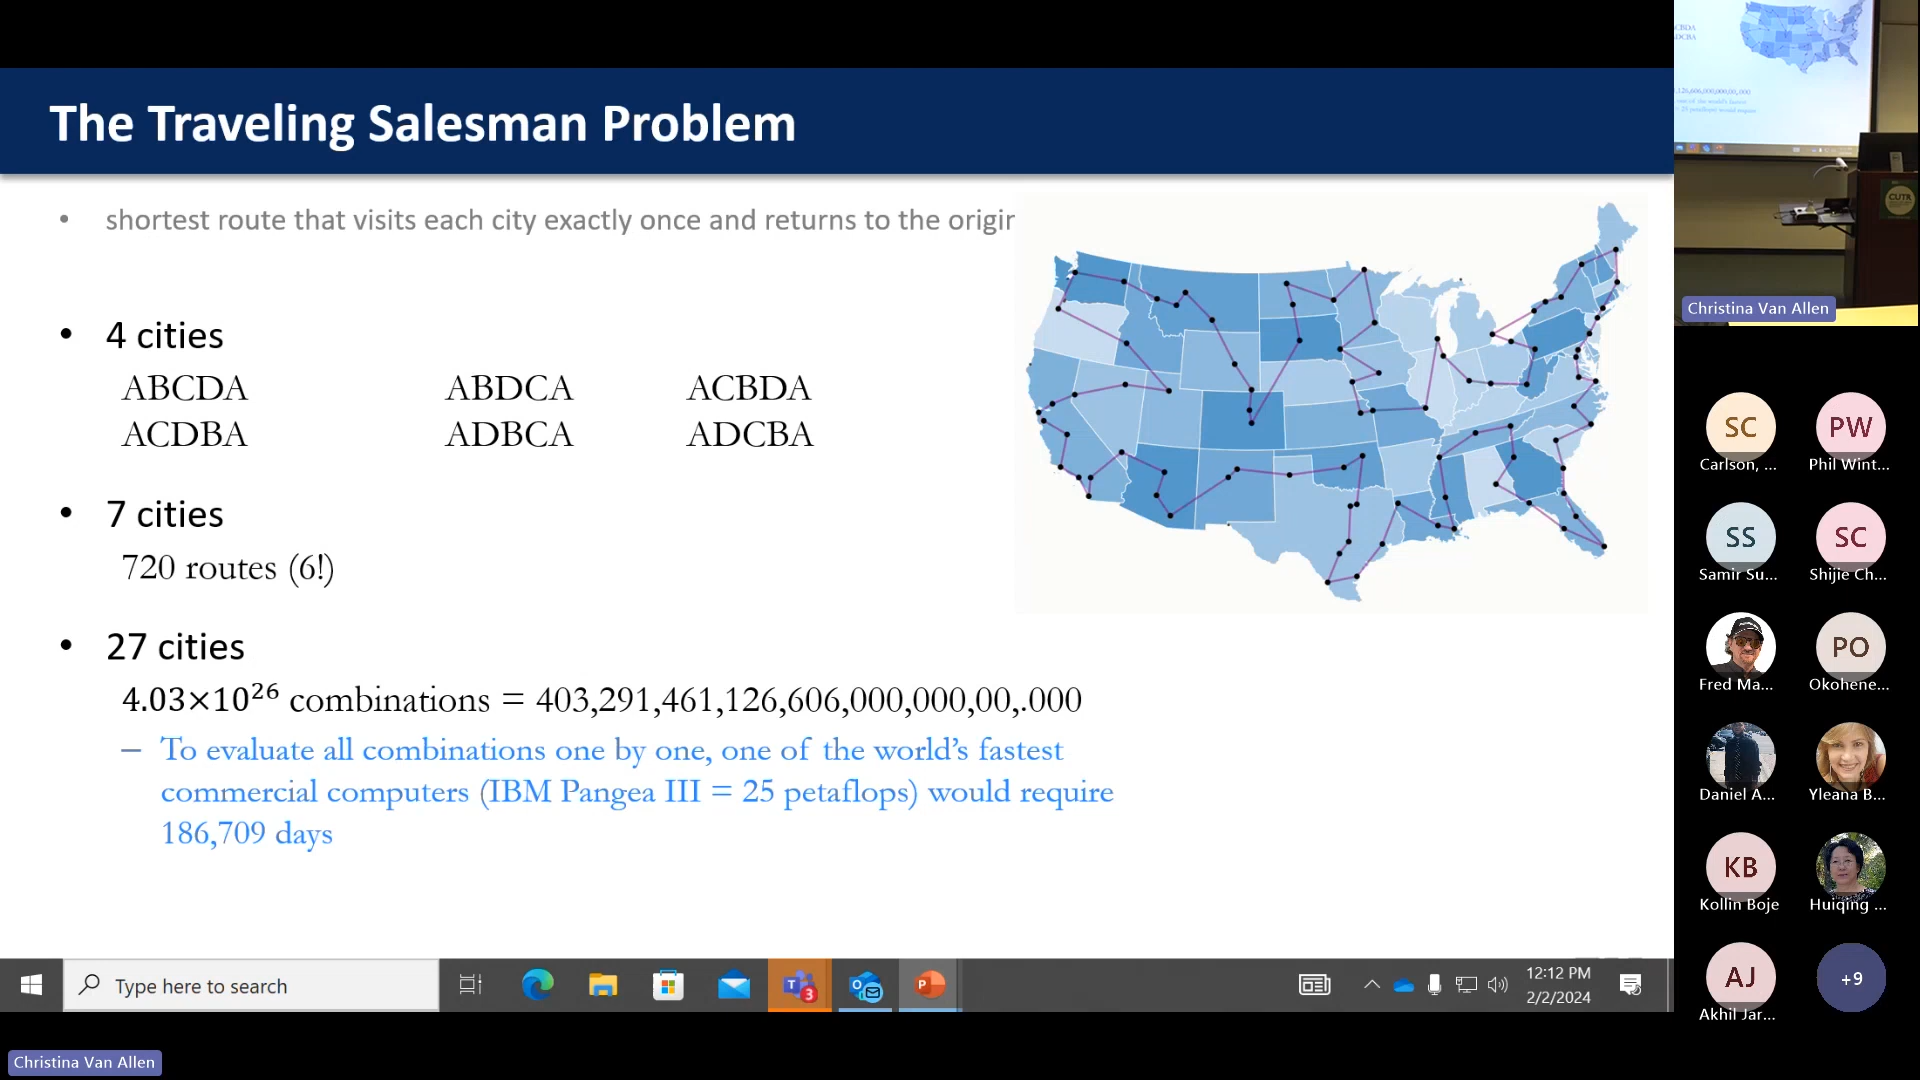 The Traveling Salesman Problem
• shortest route that visits each city exactly once and returns to the origin
• 4 cities
ABCDA ABDCA ACBDA
ACDBA ADBCA ADCBA
• 7 cities
720 routes (6!)
• 27 cities
4.03×10²⁶ combinations = 403,291,461,126,606,000,000,00,.000
– To evaluate all combinations one by one, one of the world’s fastest
commercial computers (IBM Pangea III = 25 petaflops) would require
186,709 days
Type here to search
3
12:12 PM
2/2/2024
Christina Van Allen
CUTR
Christina Van Allen
SC PW
Carlson, ... Phil Wint...
SS SC
Samir Su... Shijie Ch...
PO
Fred Ma... Okohene...
Daniel A... Yleana B...
KB
Kollin Boje Huiqing ...
AJ +9
Akhil Jar...